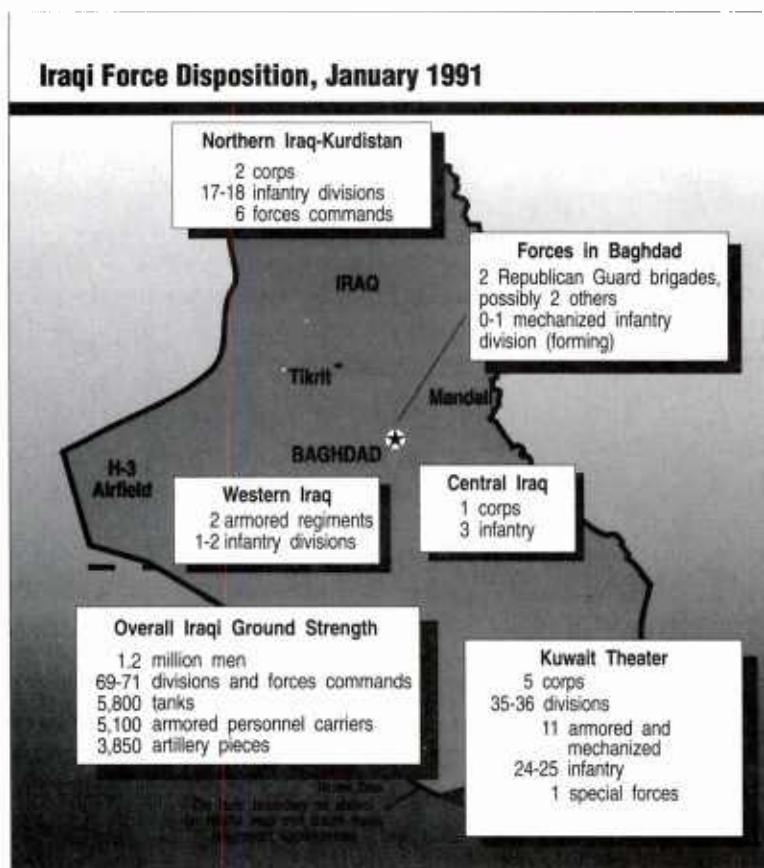 Iraqi Force Disposition, January 1991
Northern Iraq-Kurdistan
2 corps
17-18 infantry divisions
6 forces commands
Forces in Baghdad
2 Republican Guard brigades,
possibly 2 others
0-1 mechanized infantry
division (forming)
IRAQ
Tikrit
Mandali
BAGHDAD
H-3
Airfield
Western Iraq
2 armored regiments
1-2 infantry divisions
Central Iraq
1 corps
3 infantry
Overall Iraqi Ground Strength
1.2 million men
69-71 divisions and forces commands
5,800 tanks
5,100 armored personnel carriers
3,850 artillery pieces
Kuwait Theater
5 corps
35-36 divisions
11 armored and
mechanized
24-25 infantry
1 special forces